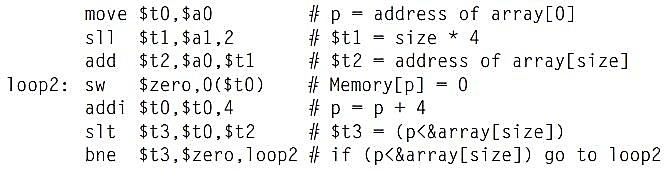 move $t0,$a0 # p = address of array[0]
sll $t1,$a1,2 # $t1 = size * 4
add $t2,$a0,$t1 # $t2 = address of array[size]
loop2: sw $zero,0($t0) # Memory[p] = 0
addi $t0,$t0,4 # p = p + 4
slt $t3,$t0,$t2 # $t3 = (p<&array[size])
bne $t3,$zero,loop2 # if (p<&array[size]) go to loop2